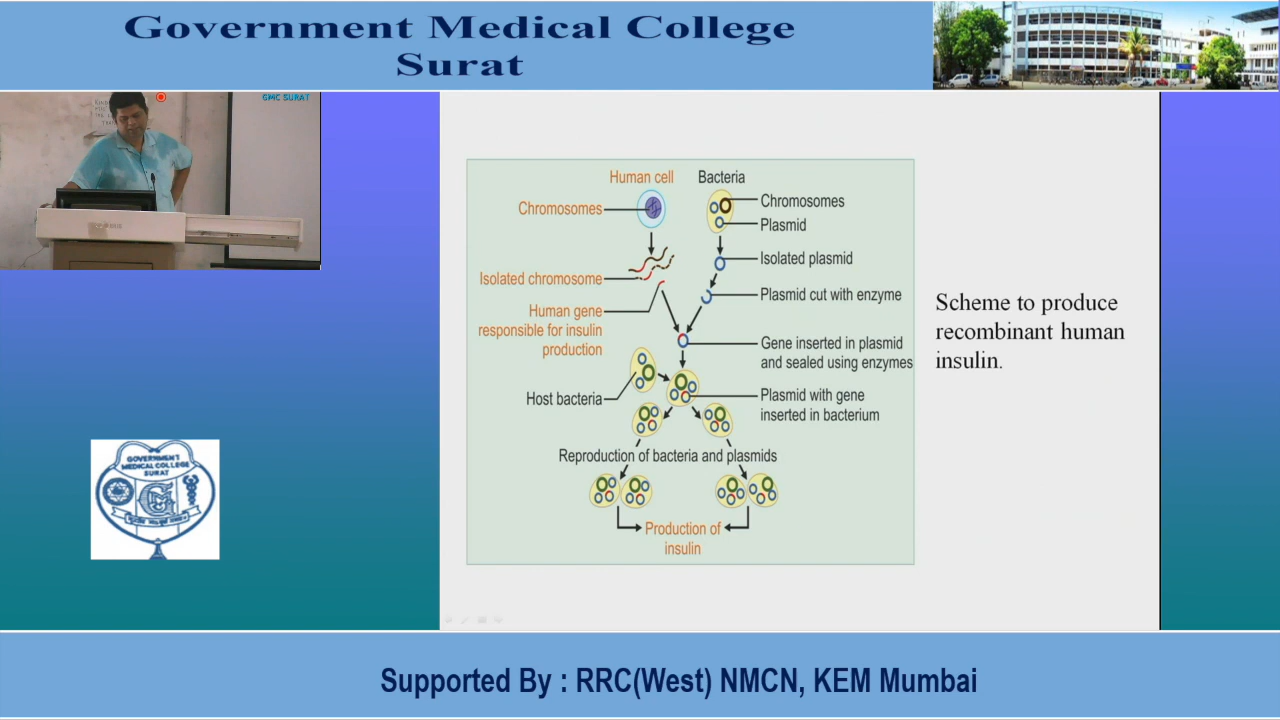 Government Medical College
Surat
GMC SURAT
Human cell
Bacteria
Chromosomes
Chromosomes
Plasmid
Isolated plasmid
Isolated chromosome
Plasmid cut with enzyme
Human gene
responsible for insulin
production
Gene inserted in plasmid
and sealed using enzymes
Host bacteria
Plasmid with gene
inserted in bacterium
Reproduction of bacteria and plasmids
Production of
insulin
Scheme to produce
recombinant human
insulin.
GOVERNMENT
MEDICAL COLLEGE
SURAT
Supported By : RRC(West) NMCN, KEM Mumbai